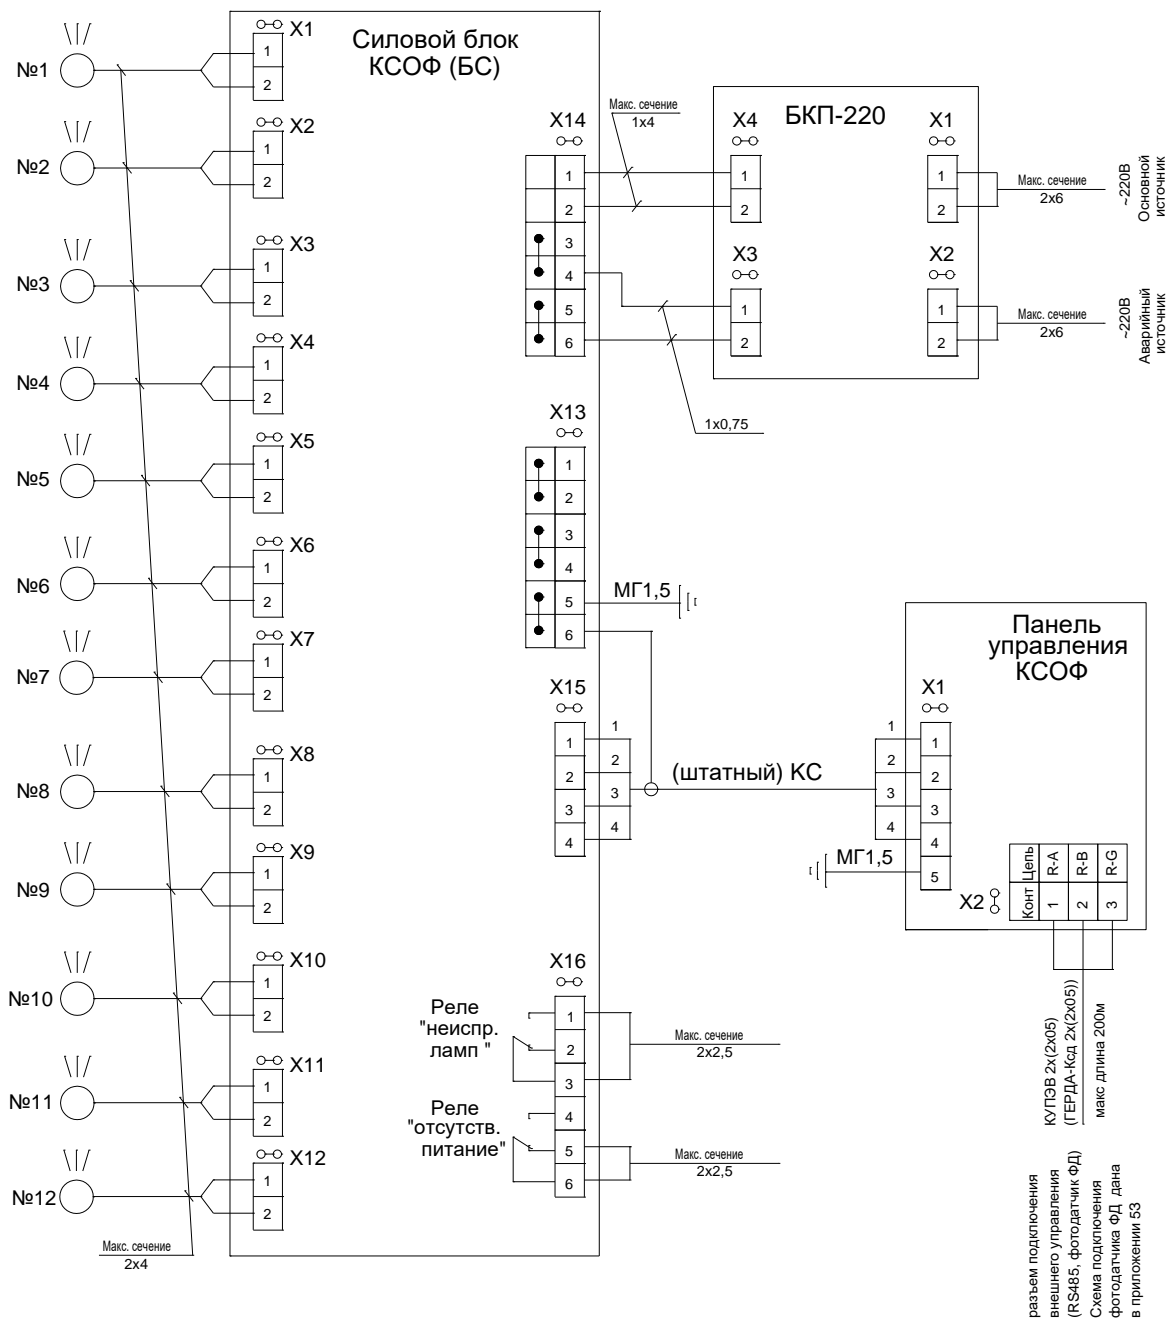 Силовой блок
КСОФ (БС)
№1
X1
1
2
№2
X2
1
2
№3
X3
1
2
№4
X4
1
2
№5
X5
1
2
№6
X6
1
2
№7
X7
1
2
№8
X8
1
2
№9
X9
1
2
№10
X10
1
2
№11
X11
1
2
№12
X12
1
2
Макс. сечение
2х4
X14
1
2
3
4
5
6
Макс. сечение
1х4
1х0,75
БКП-220
X4
1
2
X3
1
2
X1
1
2
X2
1
2
Макс. сечение
2х6
~220В
Основной
источник
Макс. сечение
2х6
~220В
Аварийный
источник
X13
1
2
3
4
5
6
МГ1,5
X15
1
2
3
4
1
2
3
4
(штатный) КС
Панель
управления
КСОФ
X1
1
2
3
4
5
1
2
3
4
МГ1,5
X2
Конт
Цепь
1
R-A
2
R-B
3
R-G
X16
1
2
3
4
5
6
Реле
"неиспр.
ламп "
Реле
"отсутств.
питание"
Макс. сечение
2х2,5
Макс. сечение
2х2,5
КУПЭВ 2х(2х05)
(ГЕРДА-Ксд 2х(2х05))
макс длина 200м
разъем подключения
внешнего управления
(RS485, фотодатчик ФД)
Схема подключения
фотодатчика ФД дана
в приложении 53